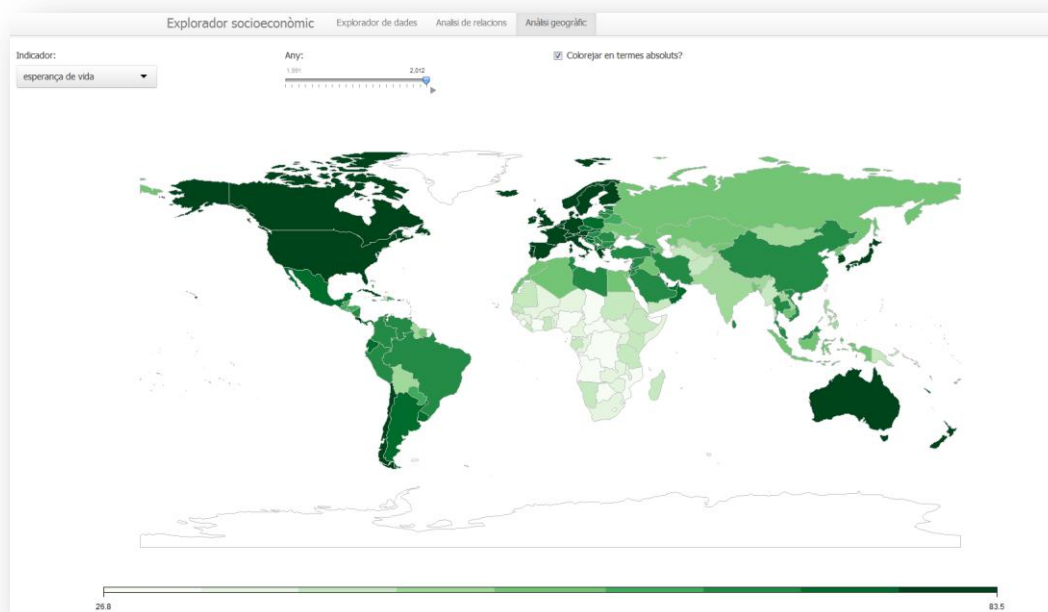 Explorador socioeconòmic Explorador de dades Analisi de relacions Anàlisi geogràfic
Indicador: Any: Colorejar en termes absoluts?
esperança de vida 1,991 2,012
26.8 83.5